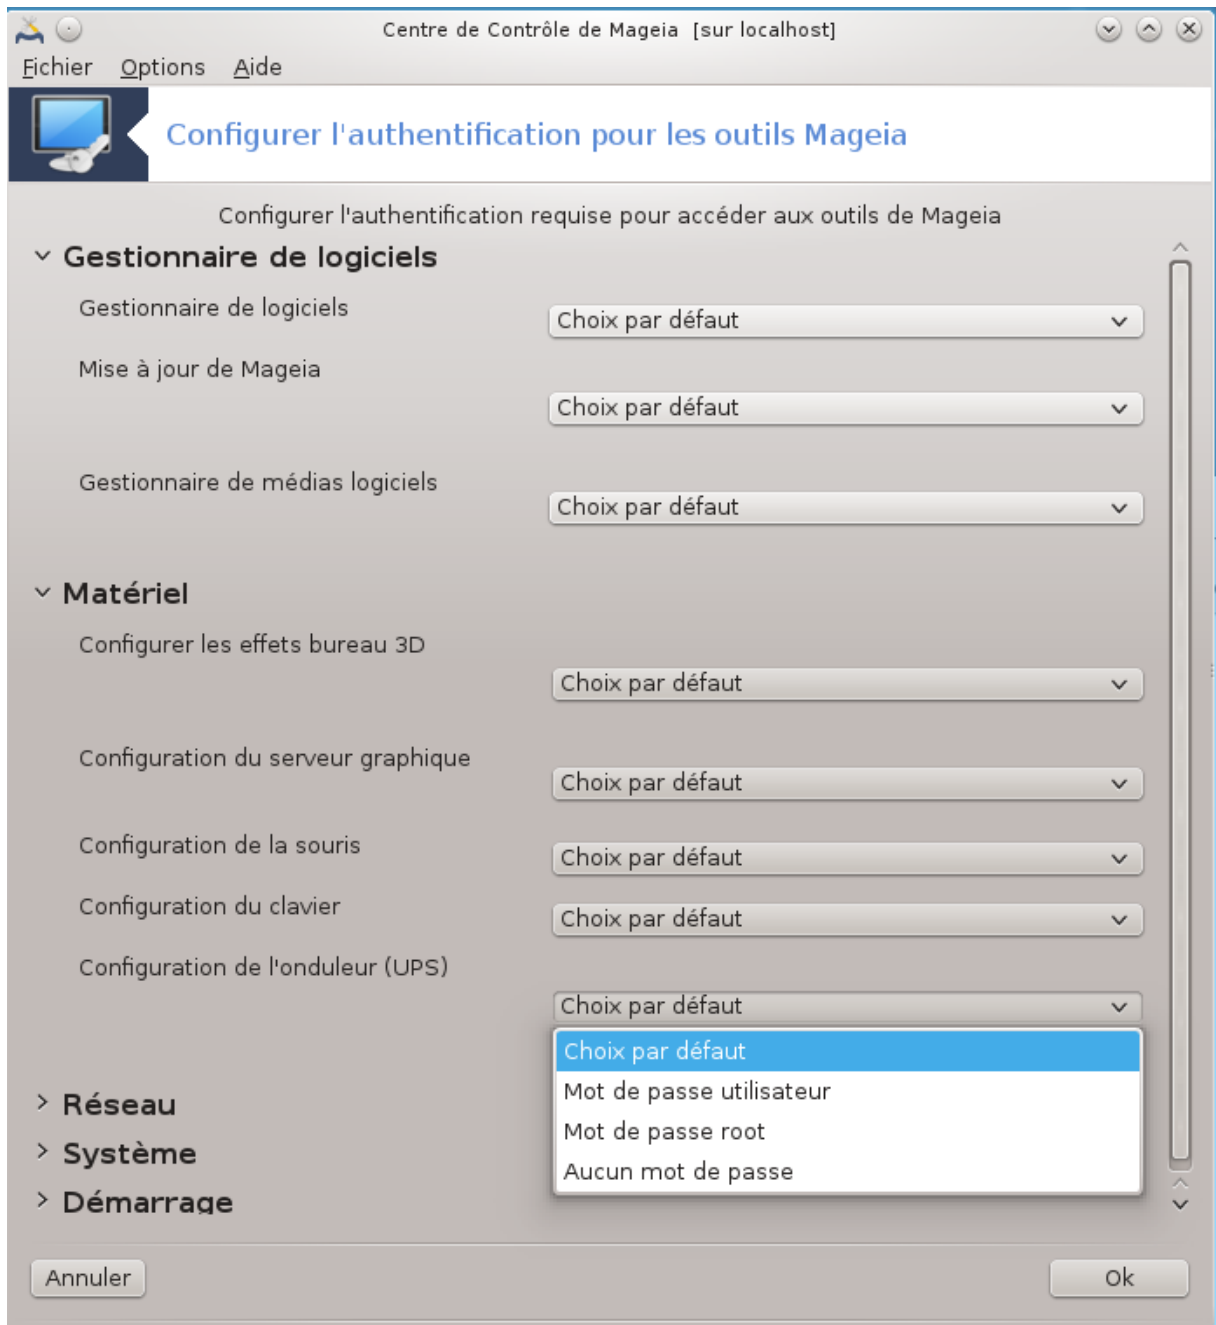 Centre de Contrôle de Mageia [sur localhost]
Fichier Options Aide
Configurer l'authentification pour les outils Mageia
Configurer l'authentification requise pour accéder aux outils de Mageia
Gestionnaire de logiciels
Gestionnaire de logiciels
Choix par défaut
Mise à jour de Mageia
Choix par défaut
Gestionnaire de médias logiciels
Choix par défaut
Matériel
Configurer les effets bureau 3D
Choix par défaut
Configuration du serveur graphique
Choix par défaut
Configuration de la souris
Choix par défaut
Configuration du clavier
Choix par défaut
Configuration de l'onduleur (UPS)
Choix par défaut
Choix par défaut
Mot de passe utilisateur
Mot de passe root
Aucun mot de passe
Réseau
Système
Démarrage
Annuler
Ok